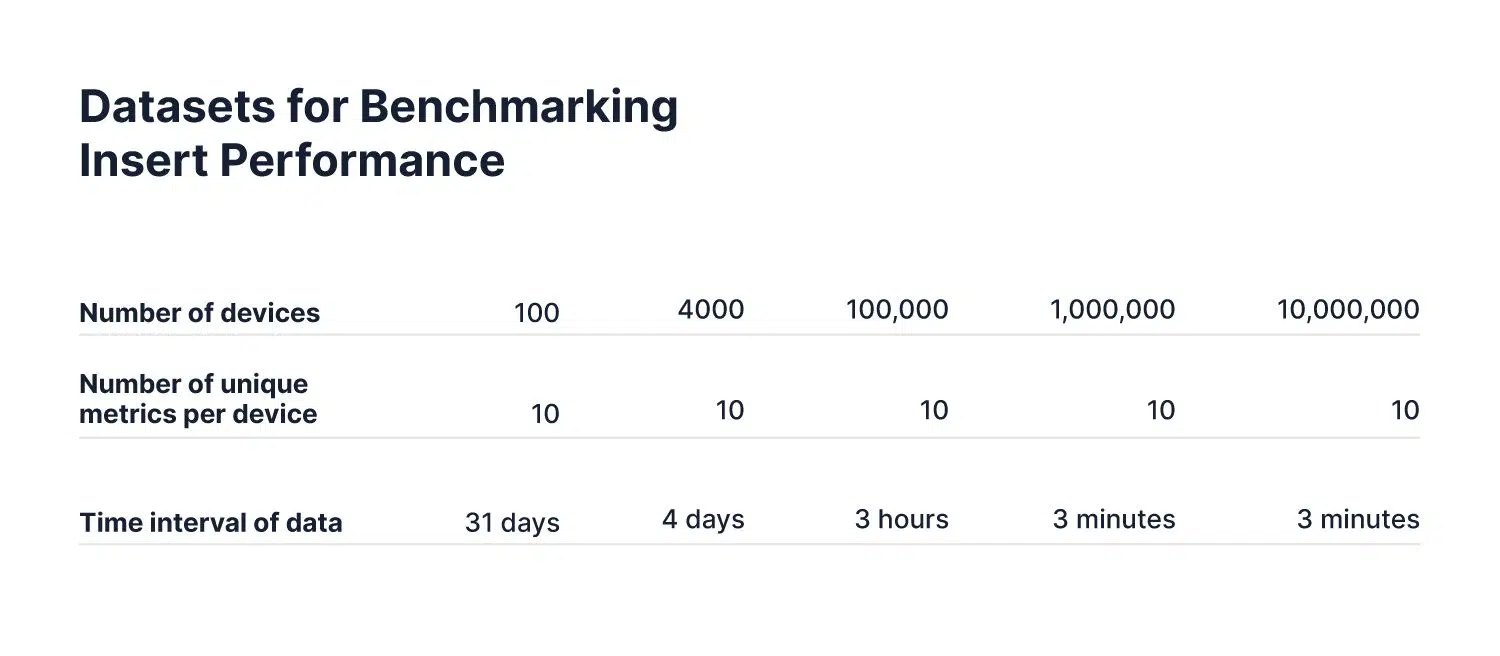 Datasets for Benchmarking
Insert Performance
Number of devices 100 4000 100,000 1,000,000 10,000,000
Number of unique
metrics per device 10 10 10 10 10
Time interval of data 31 days 4 days 3 hours 3 minutes 3 minutes